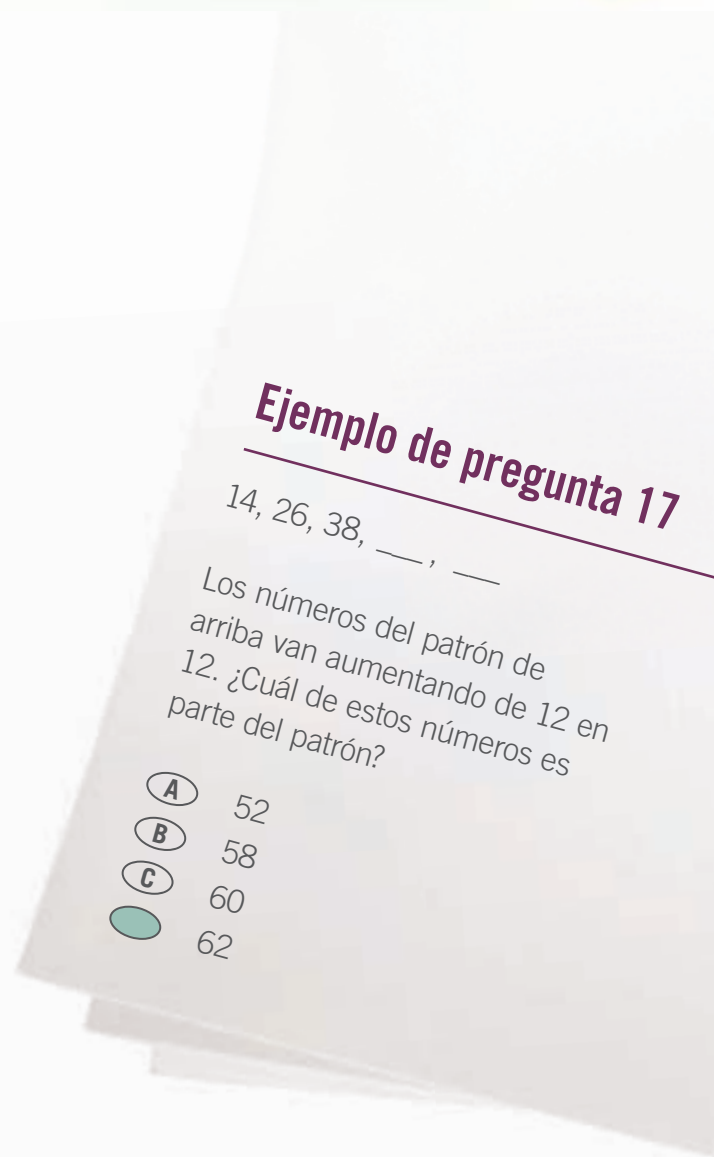 Ejemplo de pregunta 17
14, 26, 38, ___ , ___
Los números del patrón de
arriba van aumentando de 12 en
12. ¿Cuál de estos números es
parte del patrón?
A 52
B 58
C 60
62